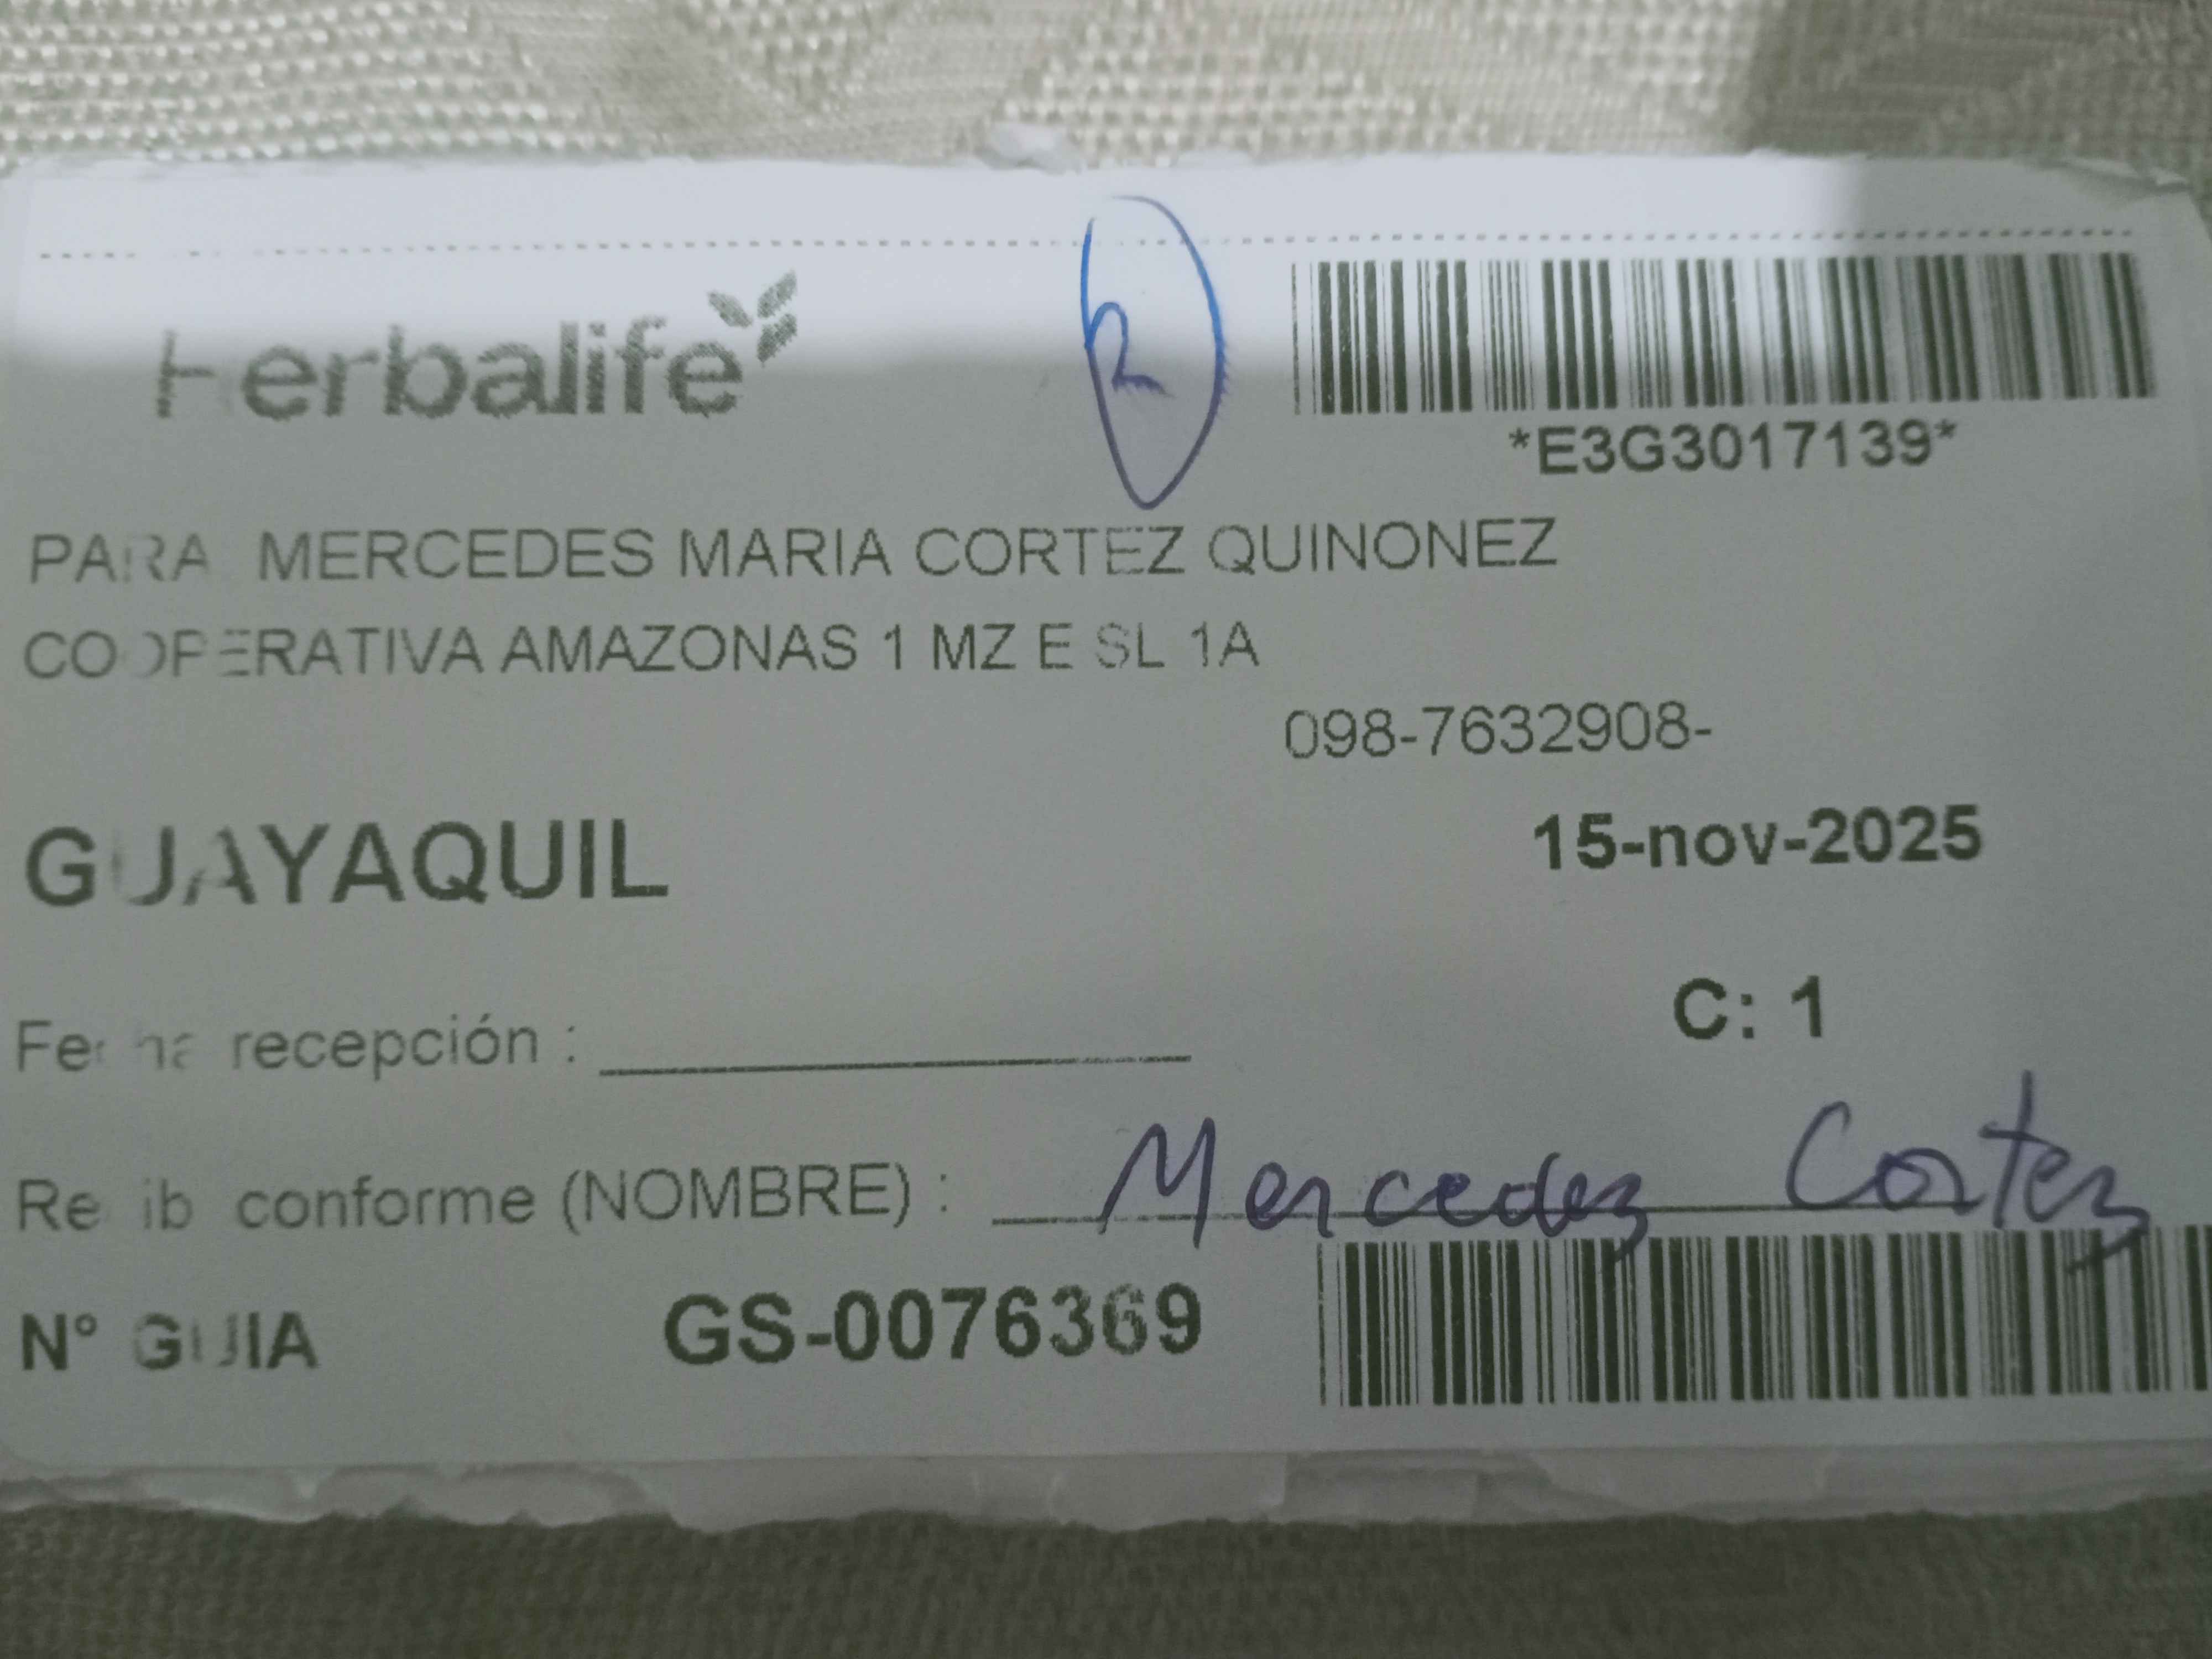 Herbalife
2
*E3G3017139*
PARA MERCEDES MARIA CORTEZ QUINONEZ
COOPERATIVA AMAZONAS 1 MZ E SL 1A
098-7632908-
GUAYAQUIL
15-nov-2025
C: 1
Fecha recepción :
Recib conforme (NOMBRE) : Mercedez Cortez
N° GUIA GS-0076369